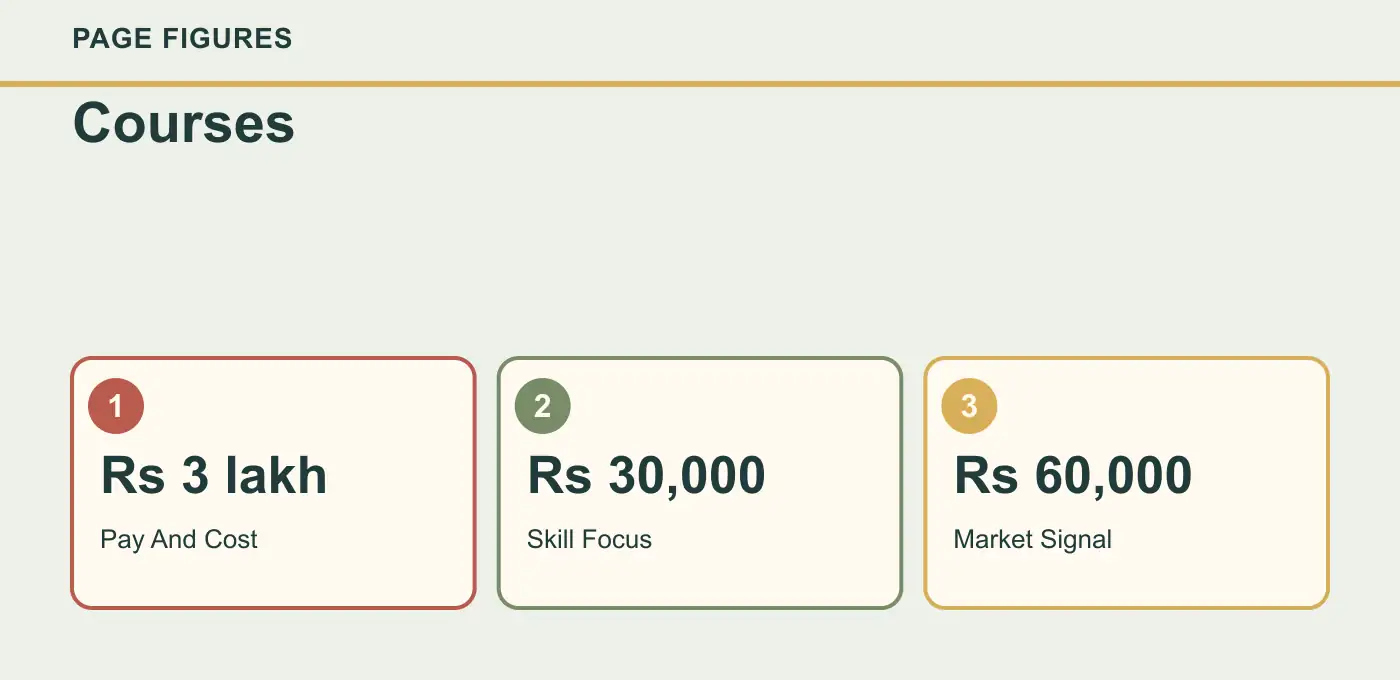 PAGE FIGURES
Courses
1
Rs 3 lakh
Pay And Cost
2
Rs 30,000
Skill Focus
3
Rs 60,000
Market Signal